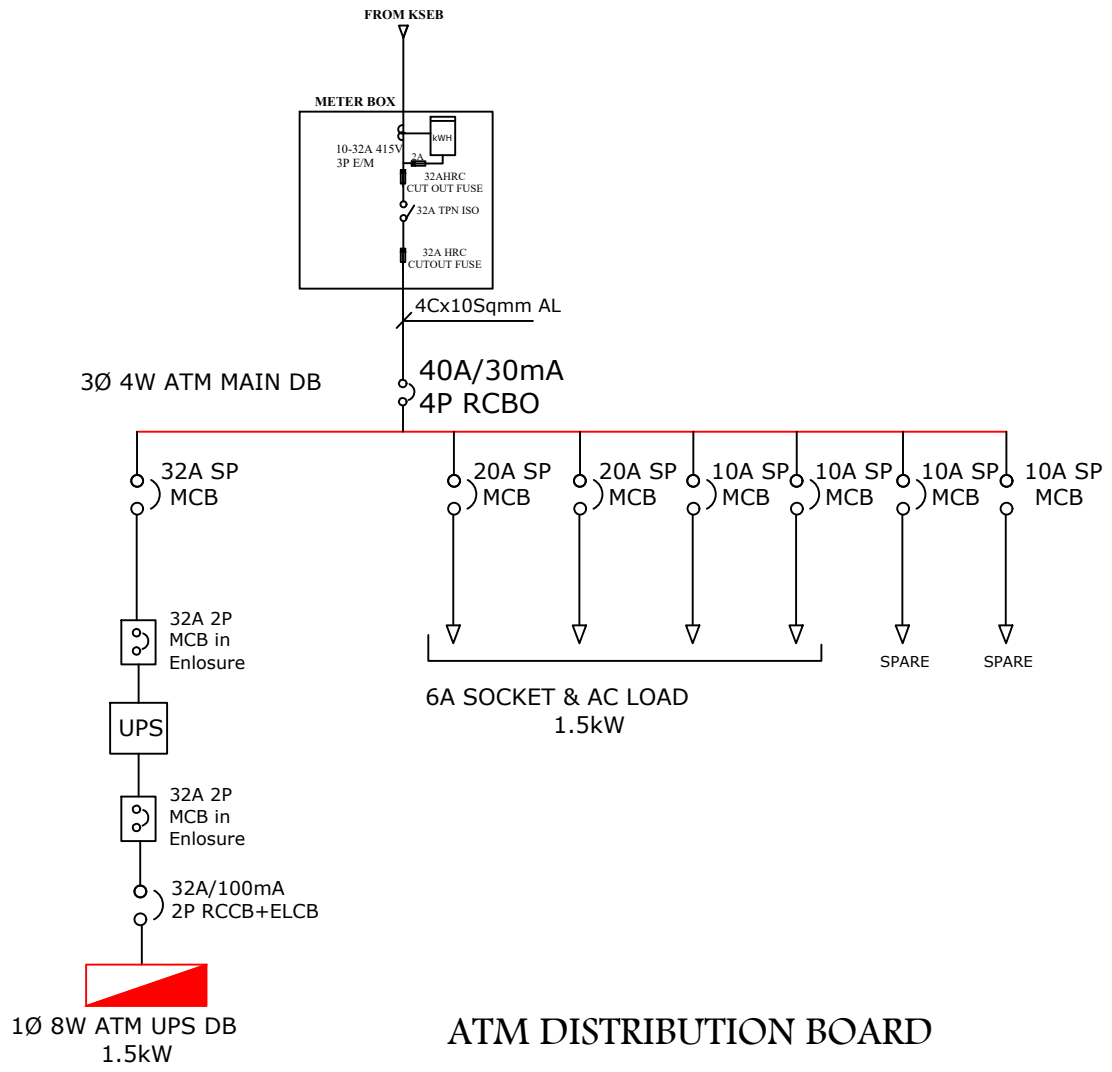 FROM KSEB
METER BOX
kWH
10-32A 415V
3P E/M
2A
32AHRC
CUT OUT FUSE
32A TPN ISO
32A HRC
CUTOUT FUSE
4Cx10Sqmm AL
3Ø 4W ATM MAIN DB
40A/30mA
4P RCBO
32A SP
MCB
20A SP
MCB
20A SP
MCB
10A SP
MCB
10A SP
MCB
10A SP
MCB
10A SP
MCB
32A 2P
MCB in
Enlosure
UPS
32A 2P
MCB in
Enlosure
32A/100mA
2P RCCB+ELCB
1Ø 8W ATM UPS DB
1.5kW
6A SOCKET & AC LOAD
1.5kW
SPARE
SPARE
ATM DISTRIBUTION BOARD